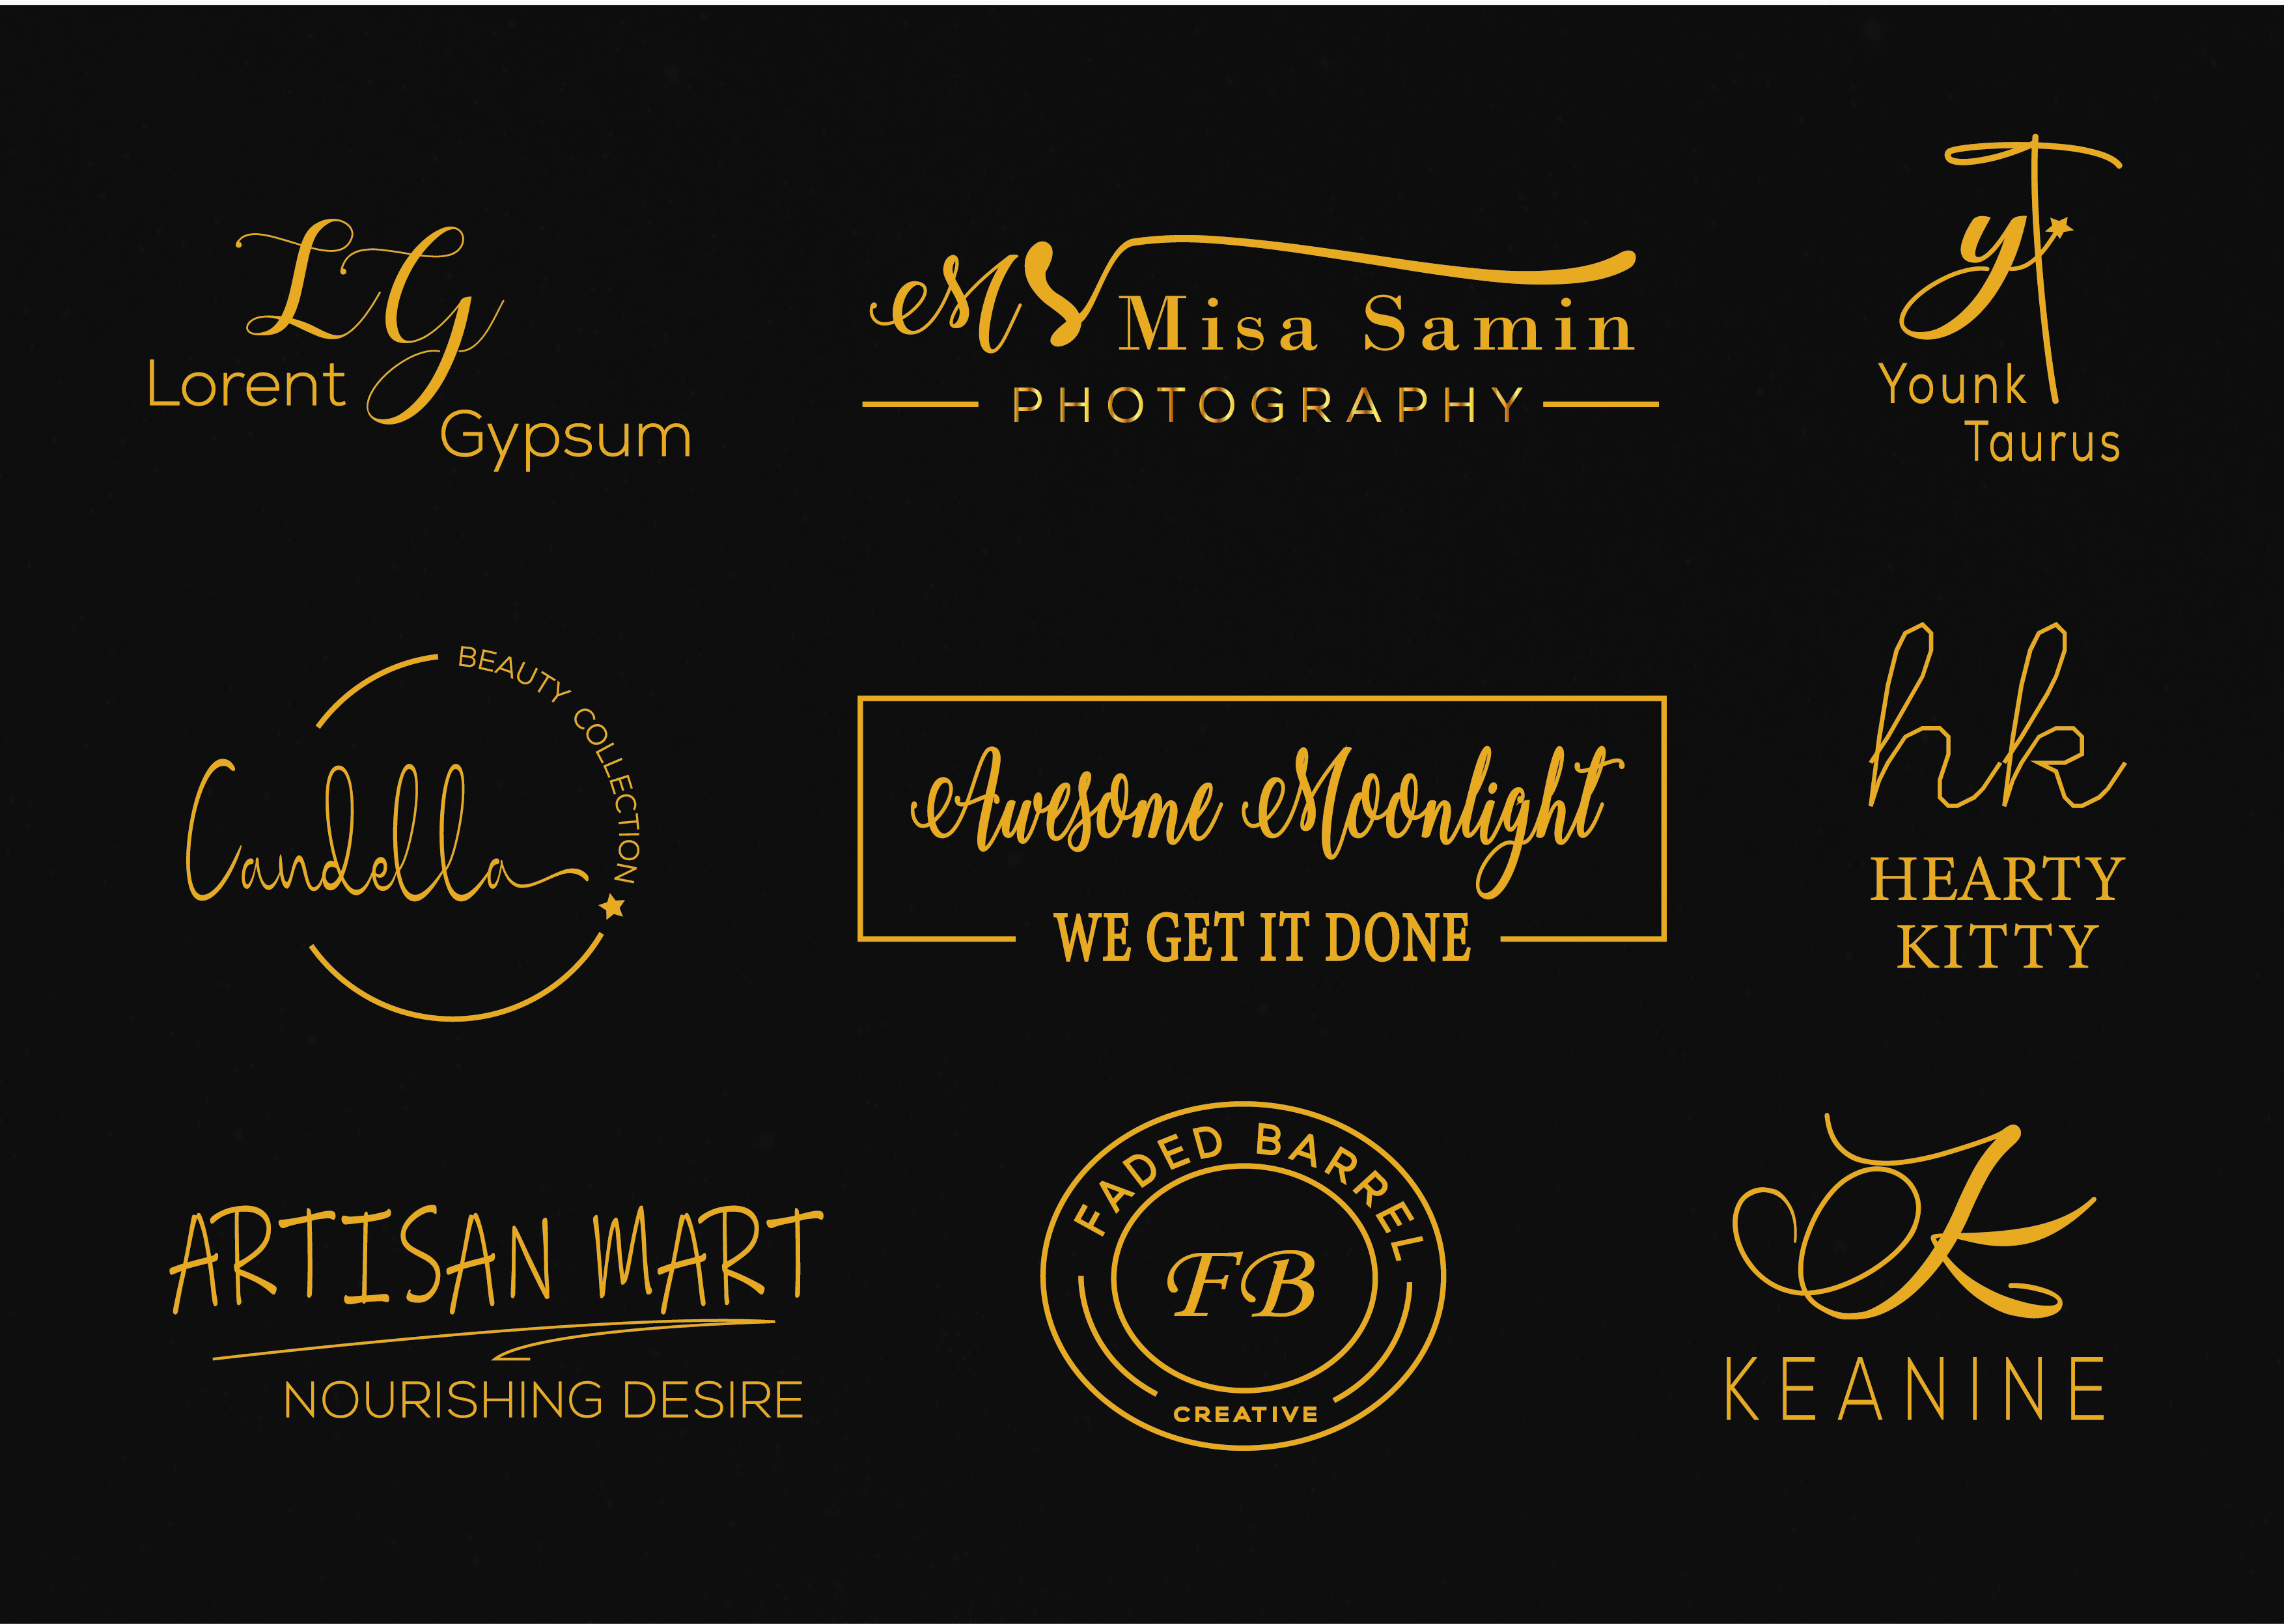 LG
Lorent
Gypsum
MS
Misa Samin
PHOTOGRAPHY
yT
Younk
Taurus
BEAUTY COLLECTION
Candella
Awesome Moonlight
WE GET IT DONE
hk
HEARTY
KITTY
ARTISAN MART
NOURISHING DESIRE
FADED BARREL
FB
CREATIVE
K
KEANINE